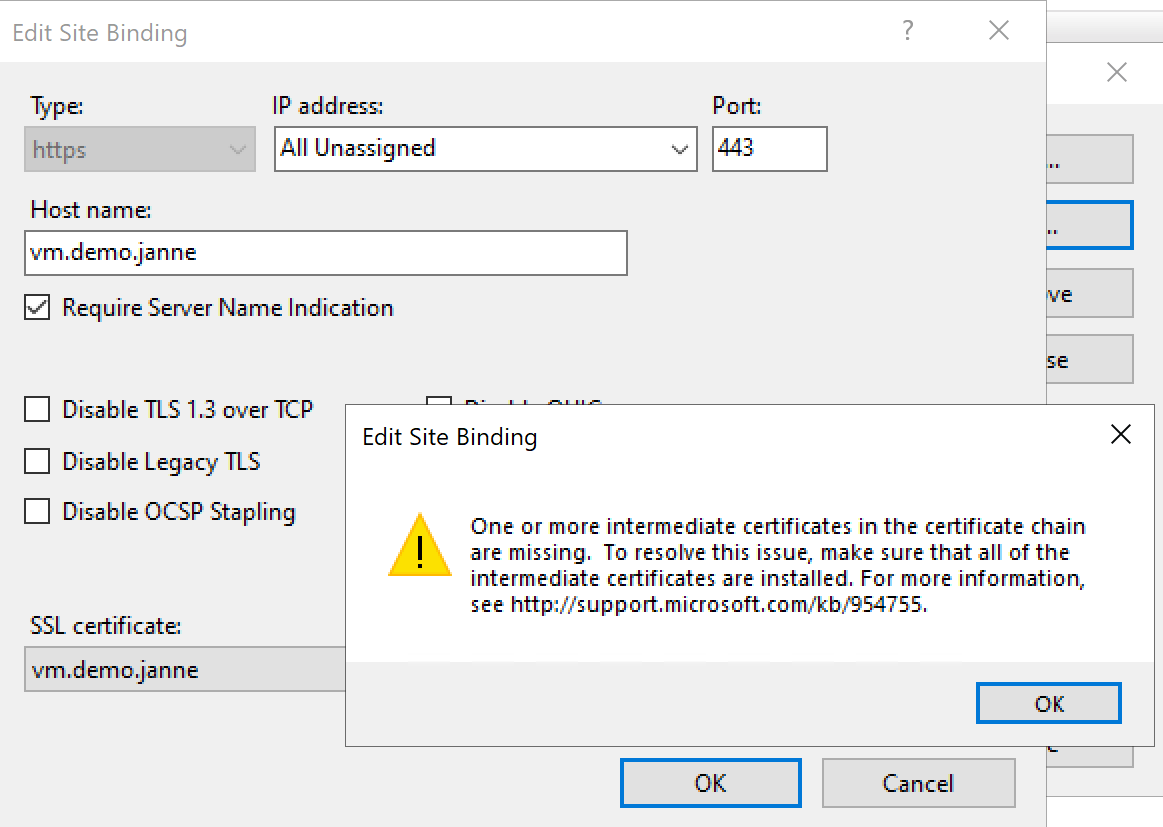 Edit Site Binding
?
Type:
IP address:
Port:
https
All Unassigned
443
Host name:
vm.demo.janne
Require Server Name Indication
Disable TLS 1.3 over TCP
Disable QUIC
Disable Legacy TLS
Disable OCSP Stapling
SSL certificate:
vm.demo.janne
OK
Cancel
Edit Site Binding
One or more intermediate certificates in the certificate chain
are missing.  To resolve this issue, make sure that all of the
intermediate certificates are installed. For more information,
see http://support.microsoft.com/kb/954755.
OK
...
...
ve
se